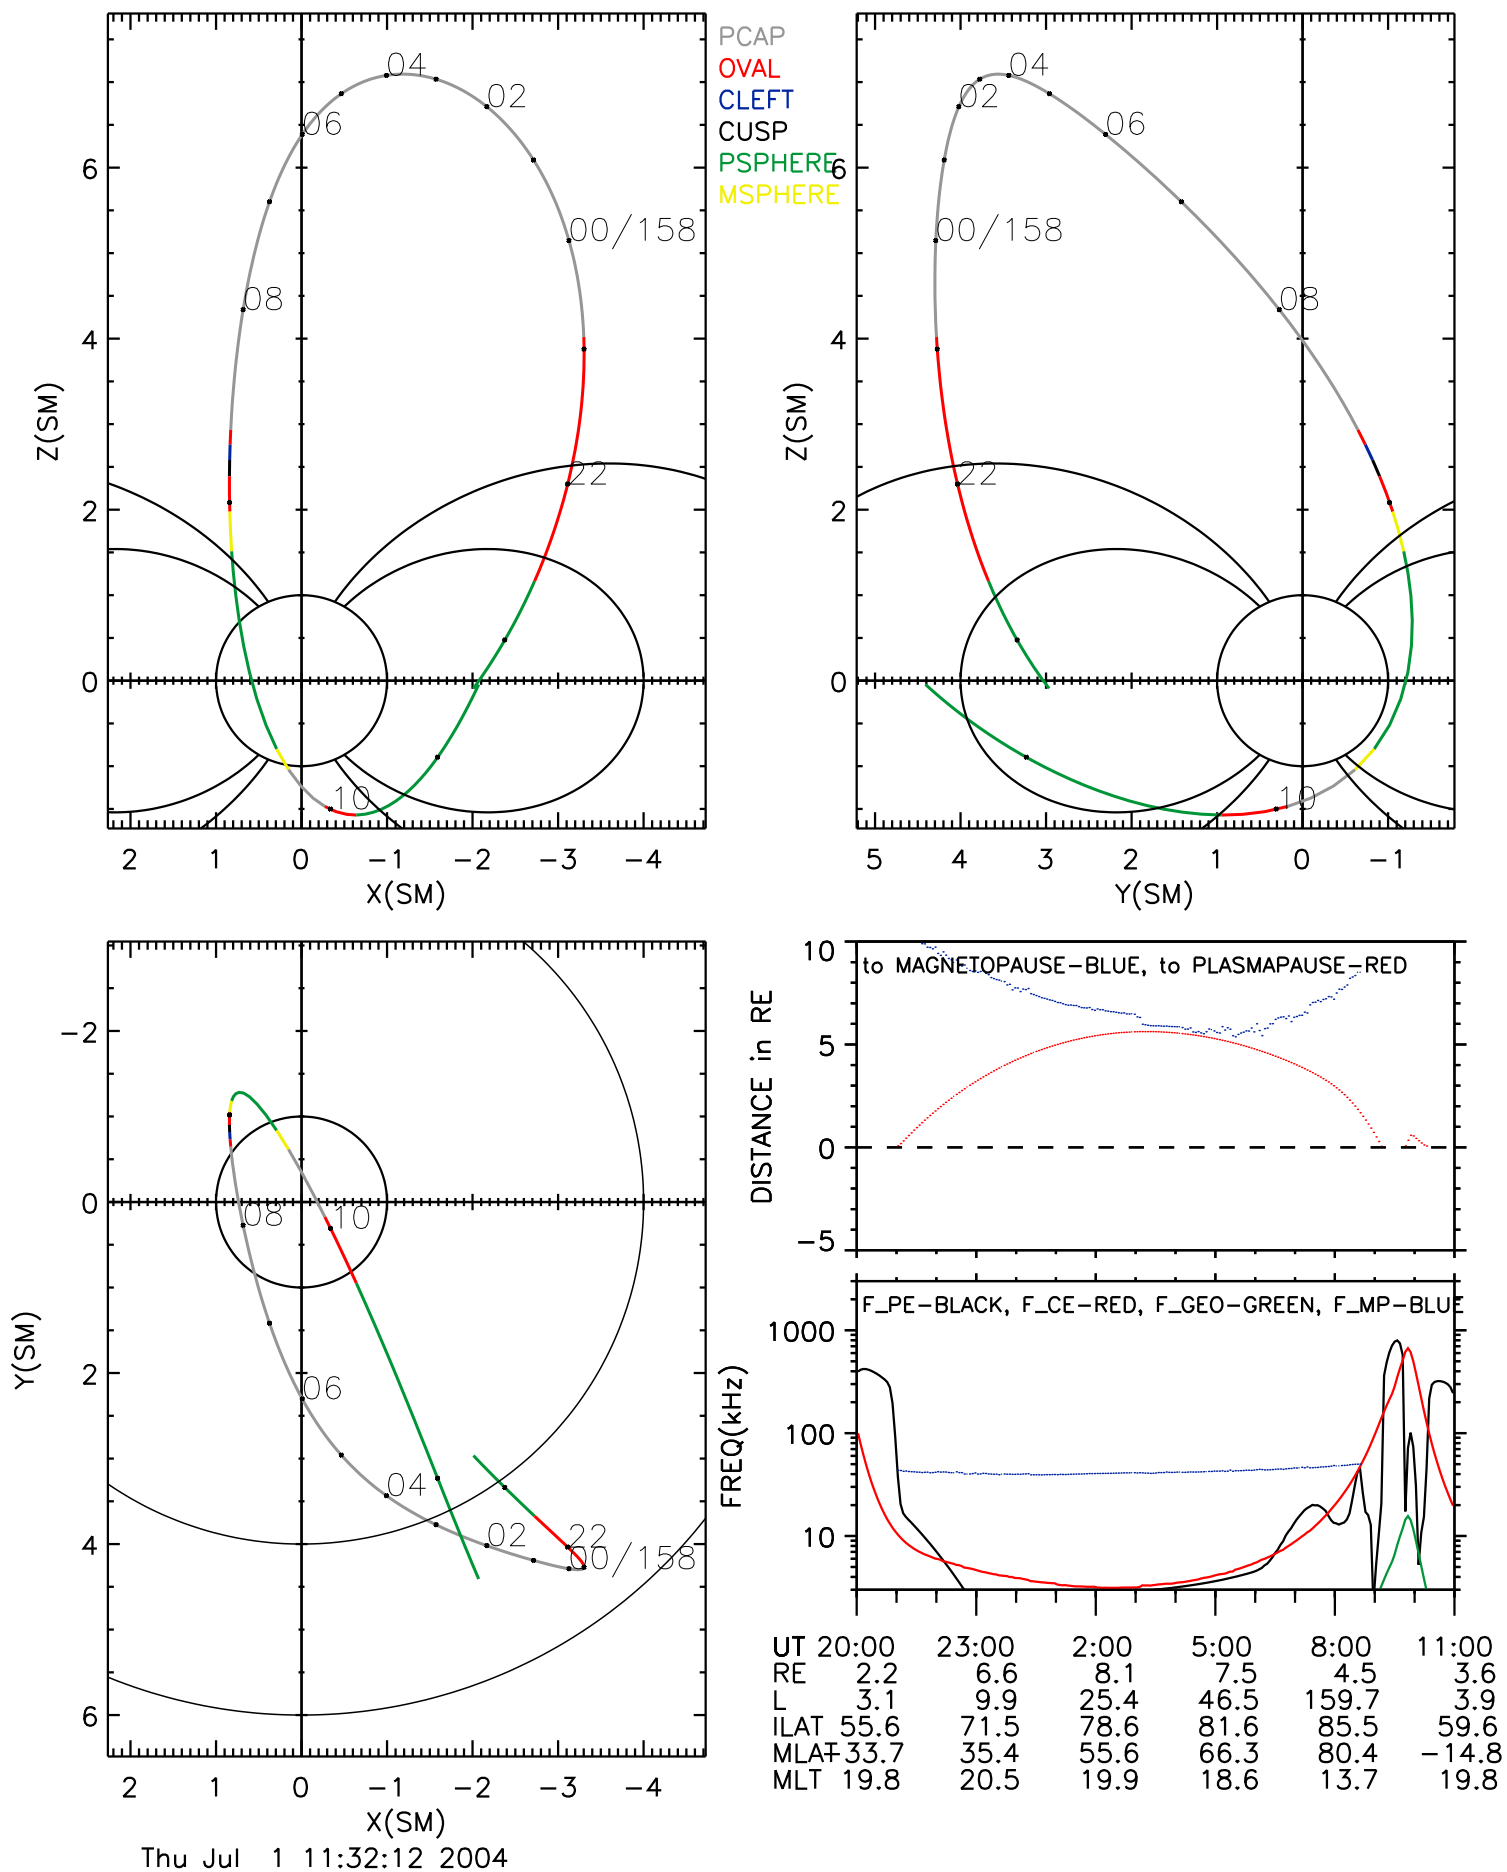 PCAP
OVAL
CLEFT
CUSP
PSPHERE
MSPHERE
04
02
06
00/158
08
22
10
6
4
2
0
Z(SM)
2 1 0 -1 -2 -3 -4
X(SM)
04
02
06
00/158
08
22
10
6
4
2
0
Z(SM)
5 4 3 2 1 0 -1
Y(SM)
-2
0
2
4
6
Y(SM)
08
10
06
04
02
22
00/158
2 1 0 -1 -2 -3 -4
X(SM)
10
5
0
-5
DISTANCE in RE
to MAGNETOPAUSE-BLUE, to PLASMAPAUSE-RED
F_PE-BLACK, F_CE-RED, F_GEO-GREEN, F_MP-BLUE
1000
100
10
FREQ(kHz)
UT 20:00 23:00 2:00 5:00 8:00 11:00
RE 2.2 6.6 8.1 7.5 4.5 3.6
L 3.1 9.9 25.4 46.5 159.7 3.9
ILAT 55.6 71.5 78.6 81.6 85.5 59.6
MLAT -33.7 35.4 55.6 66.3 80.4 -14.8
MLT 19.8 20.5 19.9 18.6 13.7 19.8
Thu Jul 1 11:32:12 2004